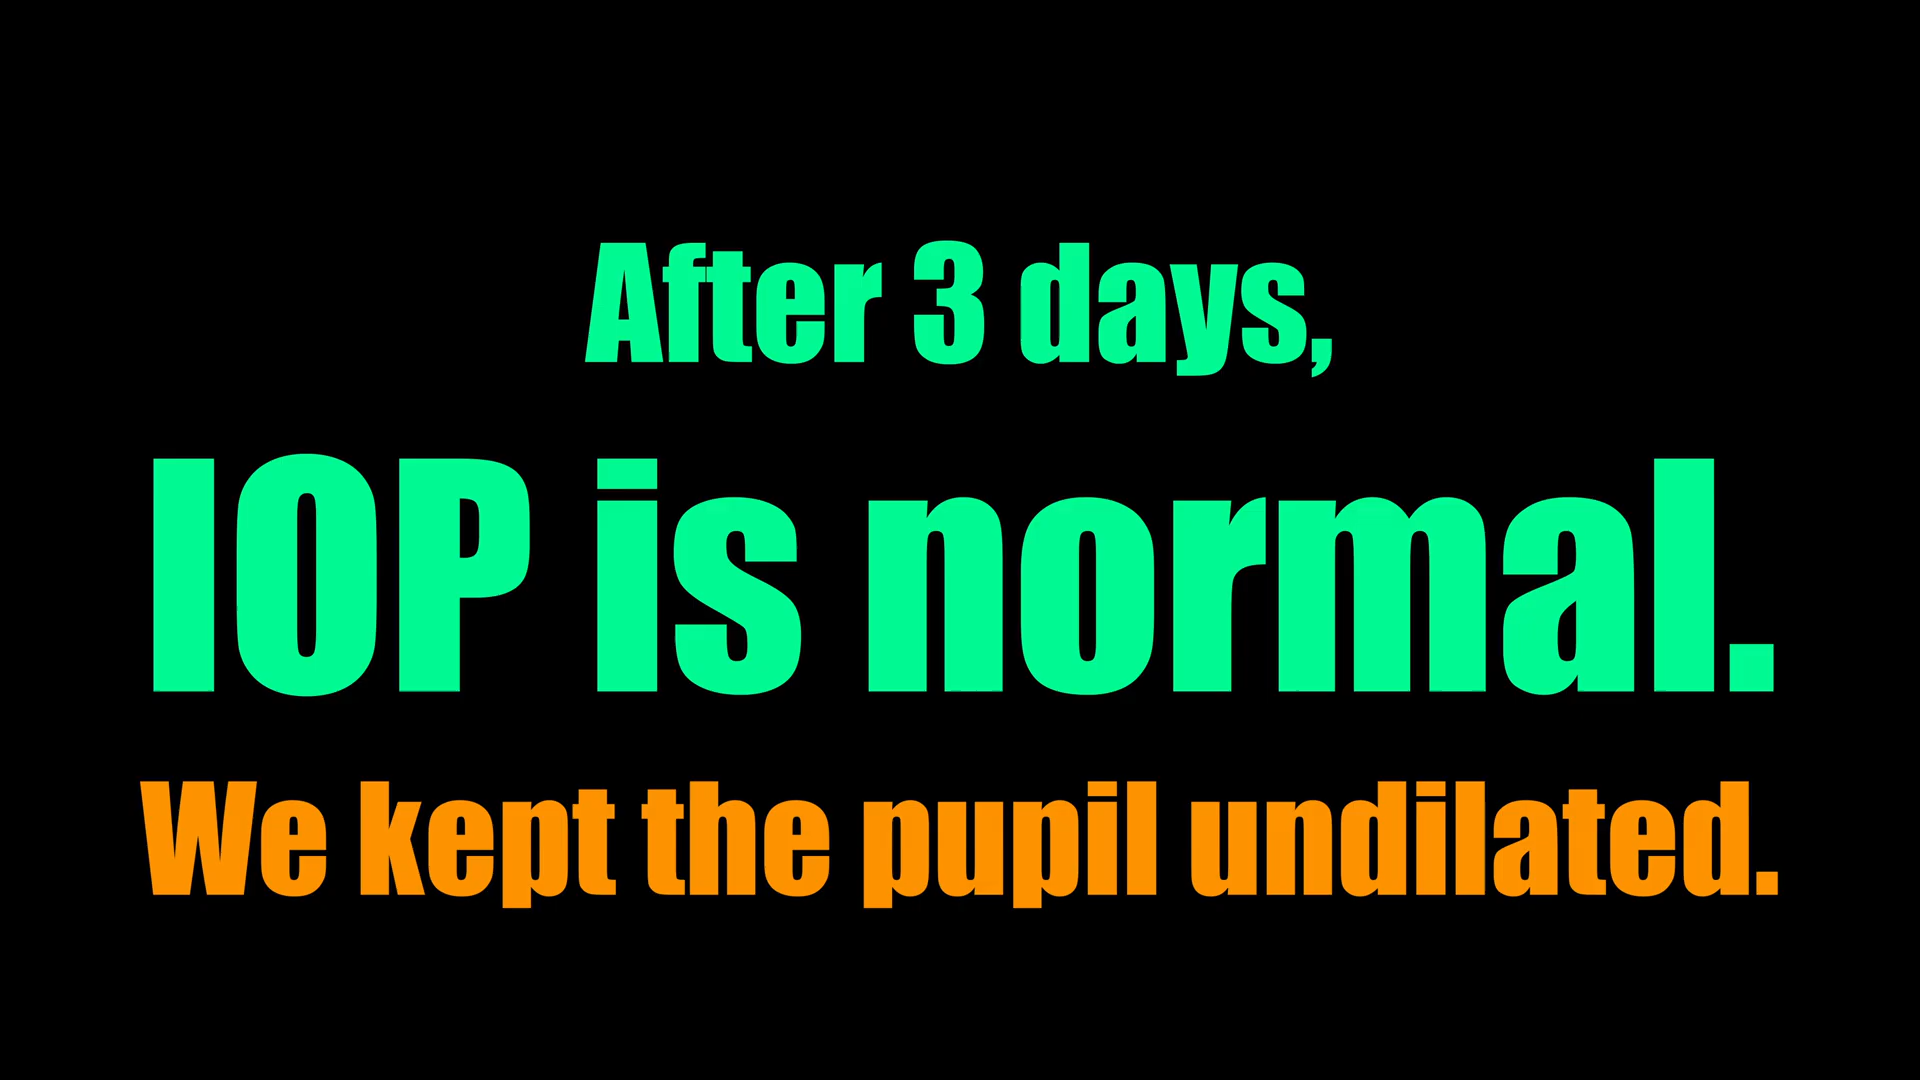 After 3 days,
IOP is normal.
We kept the pupil undilated.